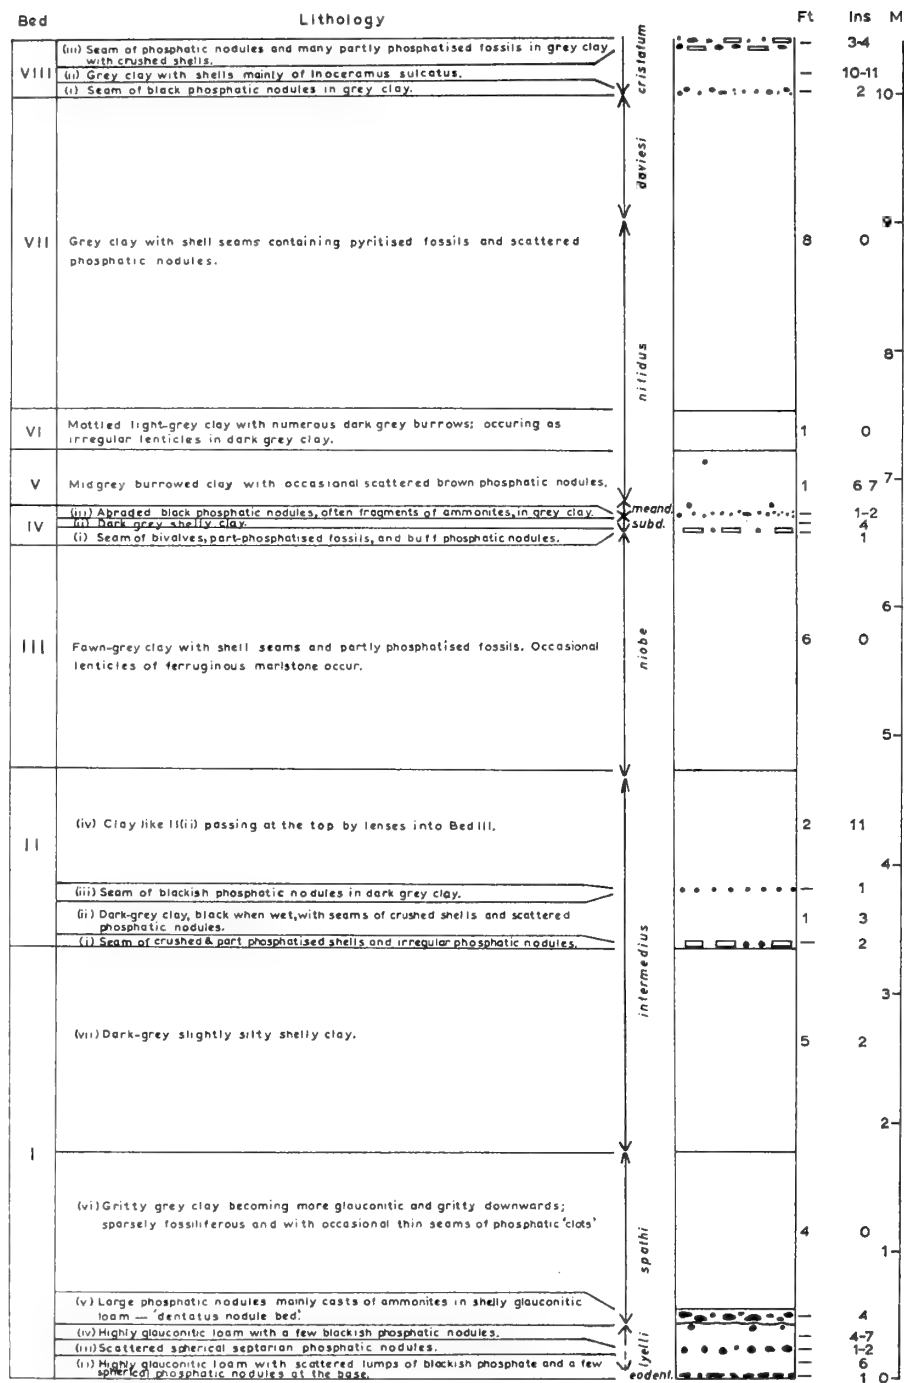 Bed Lithology Ft Ins M
VIII
(iii) Seam of phosphatic nodules and many partly phosphatised fossils in grey clay
with crushed shells.
(ii) Grey clay with shells mainly of Inoceramus sulcatus.
(i) Seam of black phosphatic nodules in grey clay.
cristatum
– 3-4
– 10-11
– 2
10
daviesi
9
VII
Grey clay with shell seams containing pyritised fossils and scattered
phosphatic nodules.
8 0
nitidus
8
VI
Mottled light-grey clay with numerous dark grey burrows; occuring as
irregular lenticles in dark grey clay.
1 0
7
V
Mid grey burrowed clay with occasional scattered brown phosphatic nodules.
1 6 7
IV
(iii) Abraded black phosphatic nodules, often fragments of ammonites, in grey clay.
meand.
– 1-2
(ii) Dark grey shelly clay.
subd.
– 4
(i) Seam of bivalves, part-phosphatised fossils, and buff phosphatic nodules.
– 1
6
III
Fawn-grey clay with shell seams and partly phosphatised fossils. Occasional
lenticles of ferruginous marlstone occur.
niobe
6 0
5
II
(iv) Clay like II(ii) passing at the top by lenses into Bed III.
2 11
4
(iii) Seam of blackish phosphatic nodules in dark grey clay.
– 1
(ii) Dark-grey clay, black when wet, with seams of crushed shells and scattered
phosphatic nodules.
1 3
(i) Seam of crushed & part phosphatised shells and irregular phosphatic nodules.
– 2
intermedius
3
(vii) Dark-grey slightly silty shelly clay.
5 2
2
I
(vi) Gritty grey clay becoming more glauconitic and gritty downwards;
sparsely fossiliferous and with occasional thin seams of phosphatic 'clots'
spathi
4 0
1
(v) Large phosphatic nodules mainly casts of ammonites in shelly glauconitic
loam — 'dentatus nodule bed'.
– 4
(iv) Highly glauconitic loam with a few blackish phosphatic nodules.
– 4-7
(iii) Scattered spherical septarian phosphatic nodules.
– 1-2
lyelli
(ii) Highly glauconitic loam with scattered lumps of blackish phosphate and a few
spherical phosphatic nodules at the base.
– 6
eodent.
– 1 0